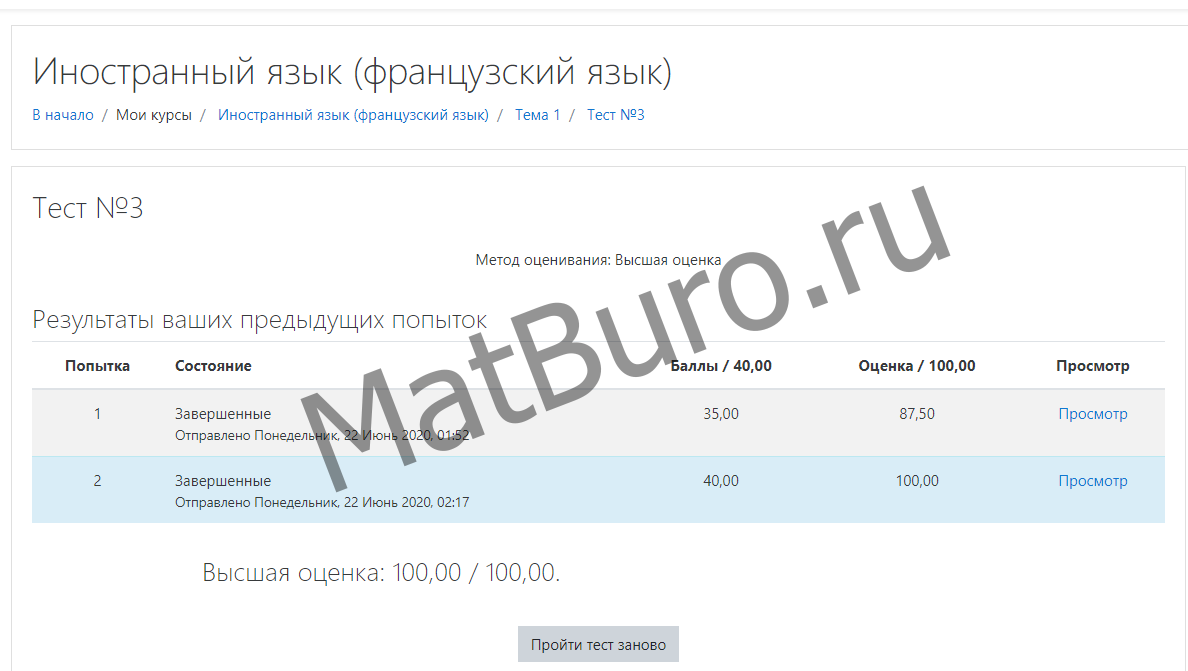 Иностранный язык (французский язык)
В начало / Мои курсы / Иностранный язык (французский язык) / Тема 1 / Тест №3
Тест №3
Метод оценивания: Высшая оценка
Результаты ваших предыдущих попыток
Попытка Состояние Баллы / 40,00 Оценка / 100,00 Просмотр
1 Завершенные 35,00 87,50 Просмотр
Отправлено Понедельник, 22 Июнь 2020, 01:52
2 Завершенные 40,00 100,00 Просмотр
Отправлено Понедельник, 22 Июнь 2020, 02:17
Высшая оценка: 100,00 / 100,00.
Пройти тест заново
MatBuro.ru